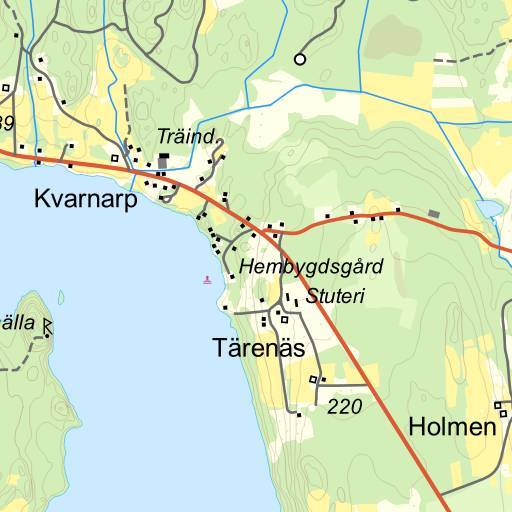 Träind.
Kvarnarp
Hembygdsgård
Stuteri
Tärenäs
220
Holmen